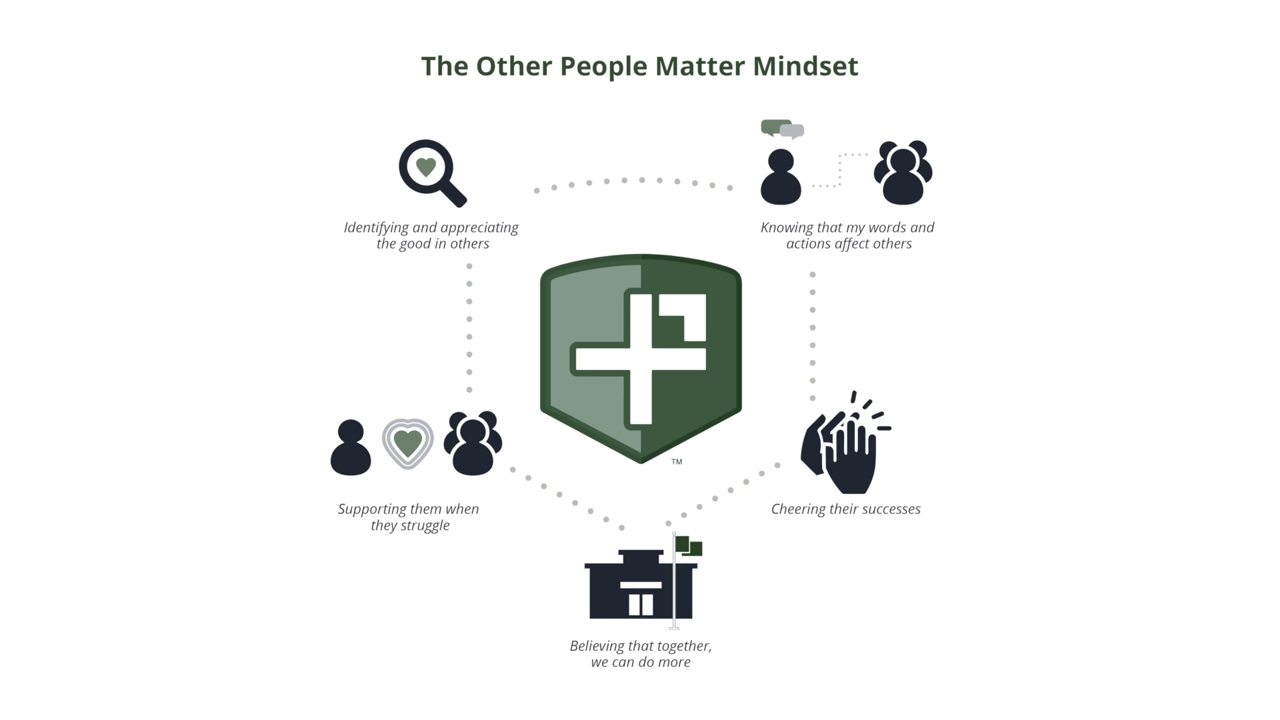 The Other People Matter Mindset
Identifying and appreciating
the good in others
Knowing that my words and
actions affect others
TM
Supporting them when
they struggle
Cheering their successes
Believing that together,
we can do more